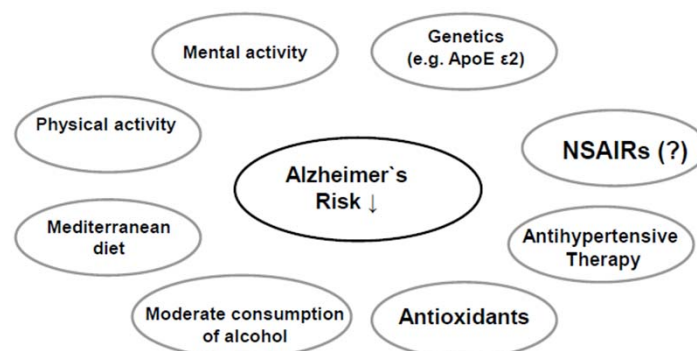 Mental activity
Genetics
(e.g. ApoE ε2)
Physical activity
NSAIRs (?)
Alzheimer`s
Risk ↓
Mediterranean
diet
Antihypertensive
Therapy
Moderate consumption
of alcohol
Antioxidants